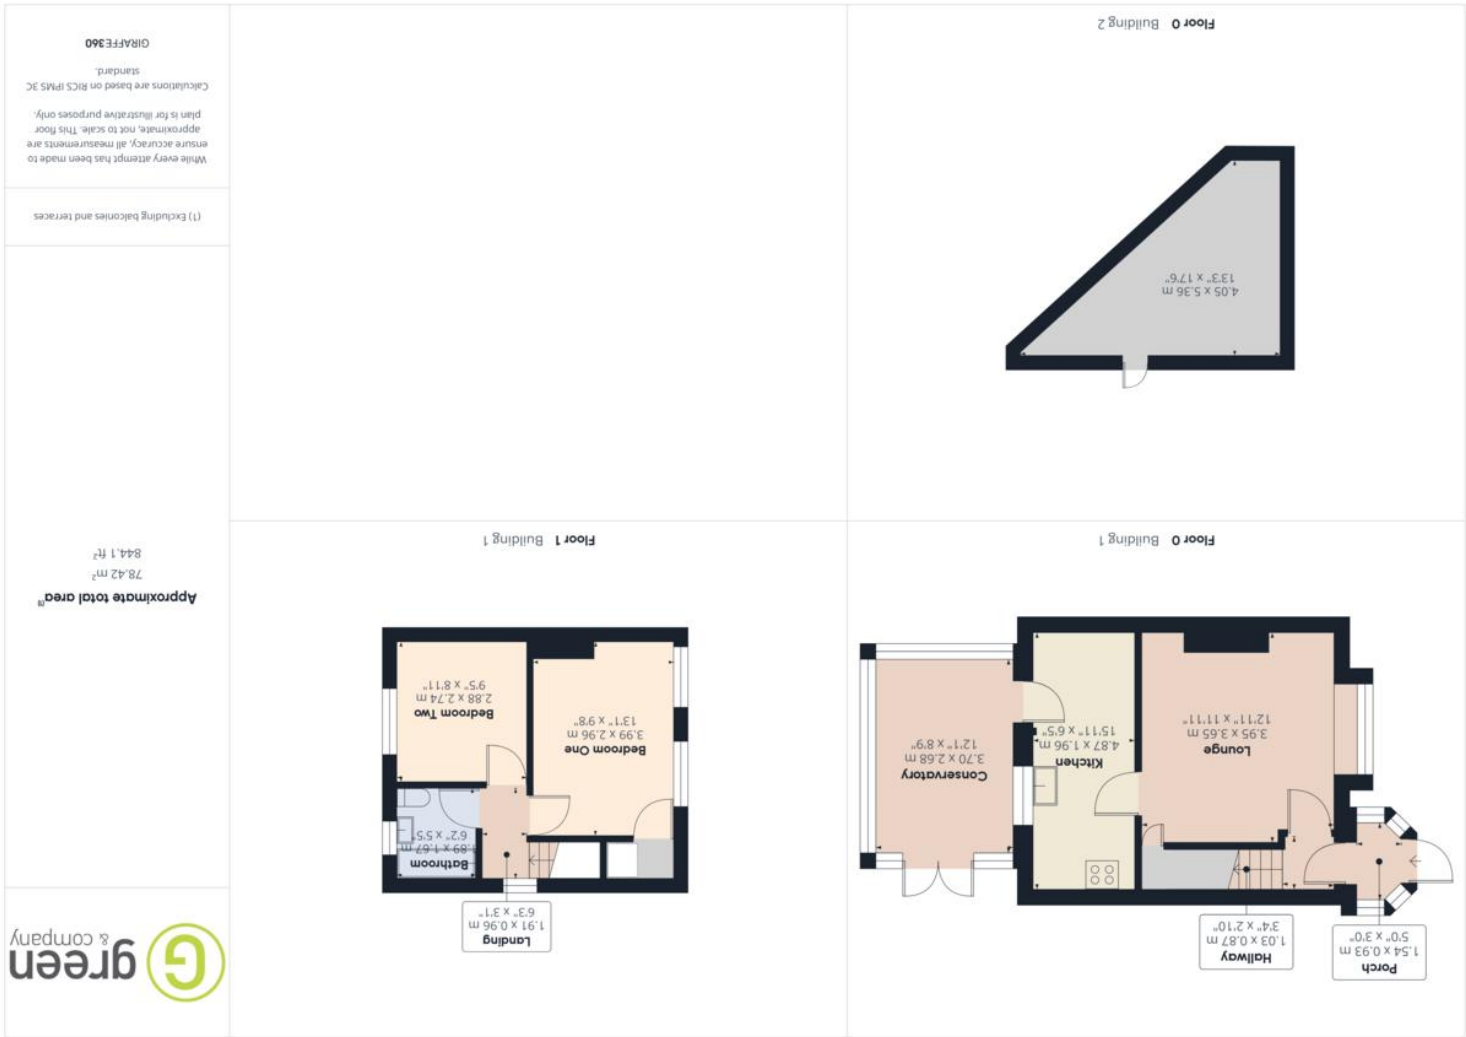 green
& company
G
Approximate total area(1)
78.42 m²
844.1 ft²
(1) Excluding balconies and terraces
While every attempt has been made to
ensure accuracy, all measurements are
approximate, not to scale. This floor
plan is for illustrative purposes only.
Calculations are based on RICS IPMS 3C
standard.
GIRAFFE360
Porch
1.54 x 0.93 m
5'0" x 3'0"
Hallway
1.03 x 0.87 m
3'4" x 2'10"
Lounge
3.95 x 3.65 m
12'11" x 11'11"
Kitchen
4.87 x 1.96 m
15'11" x 6'5"
Conservatory
3.70 x 2.68 m
12'1" x 8'9"
Floor 0 Building 1
Landing
1.91 x 0.96 m
6'3" x 3'1"
Bathroom
1.89 x 1.67 m
6'2" x 5'5"
Bedroom One
3.99 x 2.96 m
13'1" x 9'8"
Bedroom Two
2.88 x 2.74 m
9'5" x 8'11"
Floor 1 Building 1
4.05 x 5.36 m
13'3" x 17'6"
Floor 0 Building 2